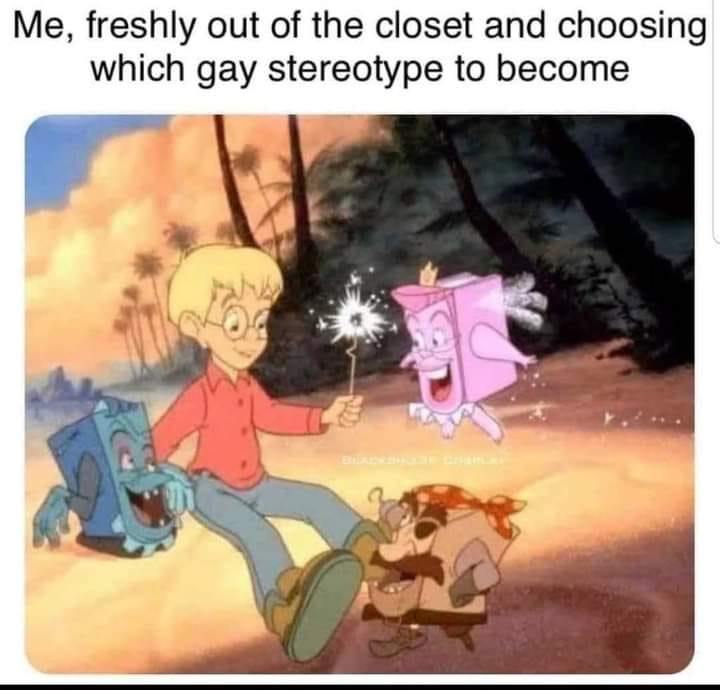 Me, freshly out of the closet and choosing
which gay stereotype to become